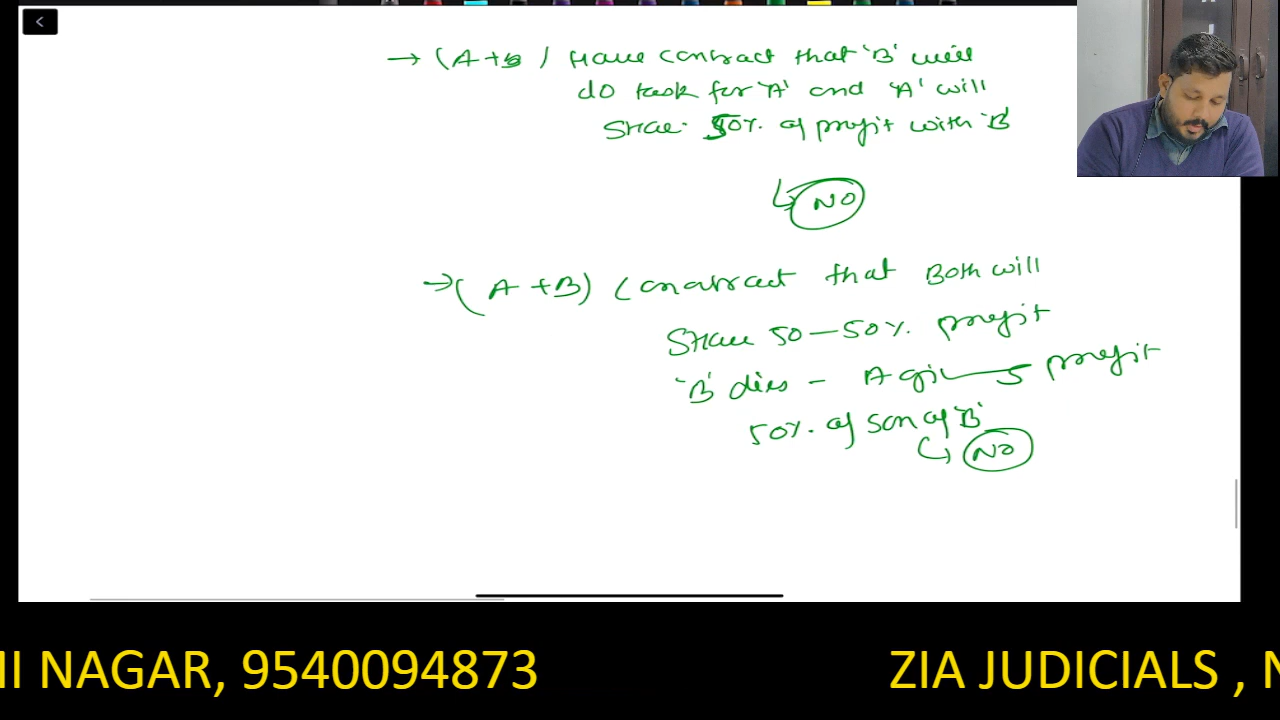 → (A+B) Have contract that 'B' will
do task for 'A' and 'A' will
Share 50% of profit with 'B'
↳ NO
→ (A+B) Contract that Both will
Share 50-50% profit
'B' dies - A gives profit
50% of son of 'B'
↳ NO
II NAGAR, 9540094873 ZIA JUDICIALS , N